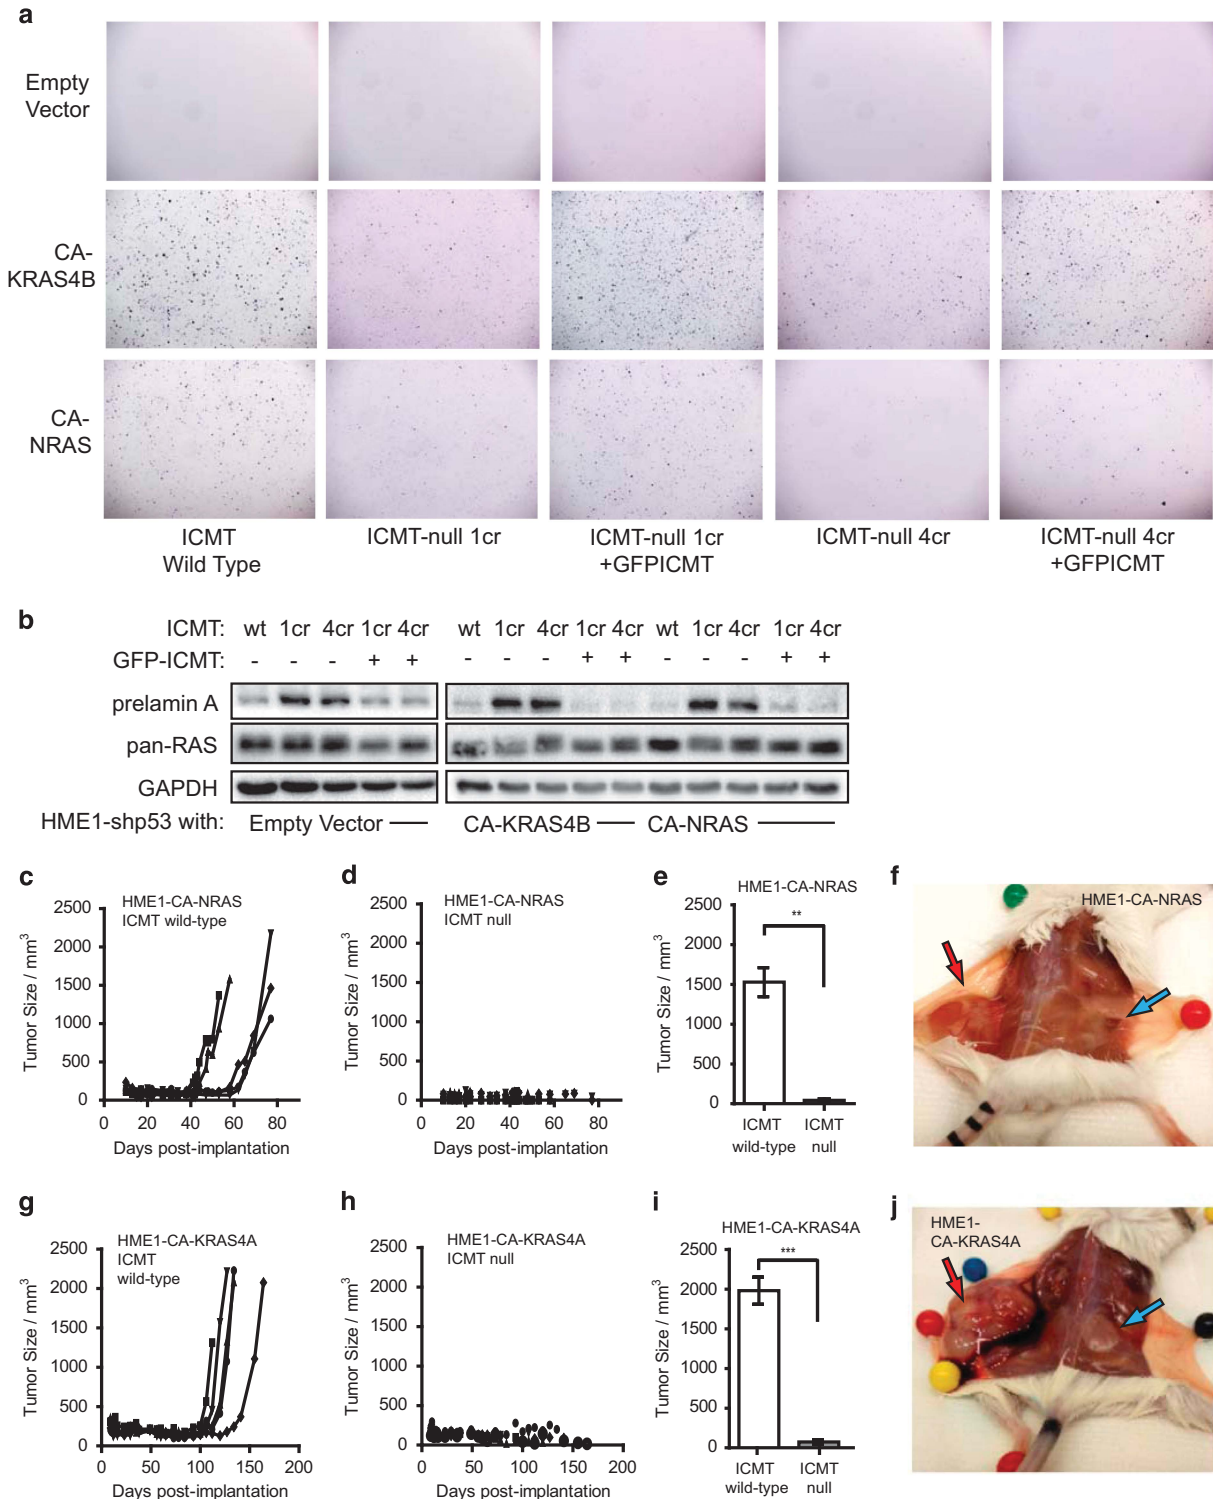 a
Empty
Vector
CA-
KRAS4B
CA-
NRAS
ICMT
Wild Type
ICMT-null 1cr
ICMT-null 1cr
+GFPICMT
ICMT-null 4cr
ICMT-null 4cr
+GFPICMT
b
ICMT: wt 1cr 4cr 1cr 4cr wt 1cr 4cr 1cr 4cr wt 1cr 4cr 1cr 4cr
GFP-ICMT: - - - + + - - - + + - - - + +
prelamin A
pan-RAS
GAPDH
HME1-shp53 with: Empty Vector CA-KRAS4B CA-NRAS
c
HME1-CA-NRAS
ICMT wild-type
Tumor Size / mm3
2500
2000
1500
1000
500
0
0 20 40 60 80
Days post-implantation
d
HME1-CA-NRAS
ICMT null
Tumor Size / mm3
2500
2000
1500
1000
500
0
0 20 40 60 80
Days post-implantation
e
HME1-CA-NRAS
Tumor Size / mm3
2500
2000
1500
1000
500
0
**
ICMT
wild-type
ICMT
null
f
HME1-CA-NRAS
g
HME1-CA-KRAS4A
ICMT
wild-type
Tumor Size / mm3
2500
2000
1500
1000
500
0
0 50 100 150 200
Days post-implantation
h
HME1-CA-KRAS4A
ICMT null
Tumor Size / mm3
2500
2000
1500
1000
500
0
0 50 100 150 200
Days post-implantation
i
HME1-CA-KRAS4A
Tumor Size / mm3
2500
2000
1500
1000
500
0
***
ICMT
wild-type
ICMT
null
j
HME1-
CA-KRAS4A